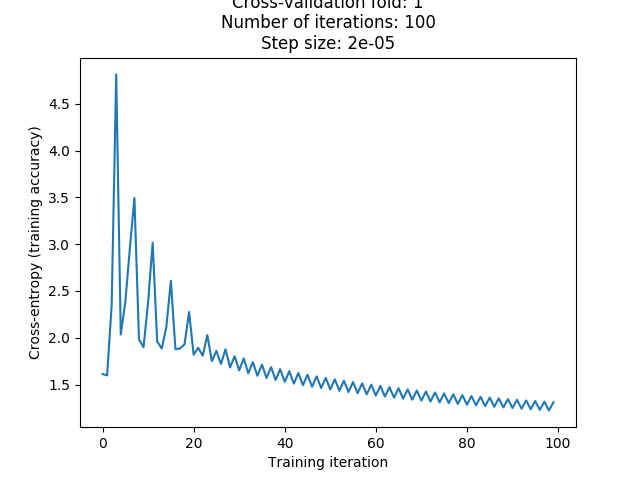 Cross-validation fold: 1
Number of iterations: 100
Step size: 2e-05
Cross-entropy (training accuracy)
4.5
4.0
3.5
3.0
2.5
2.0
1.5
0 20 40 60 80 100
Training iteration